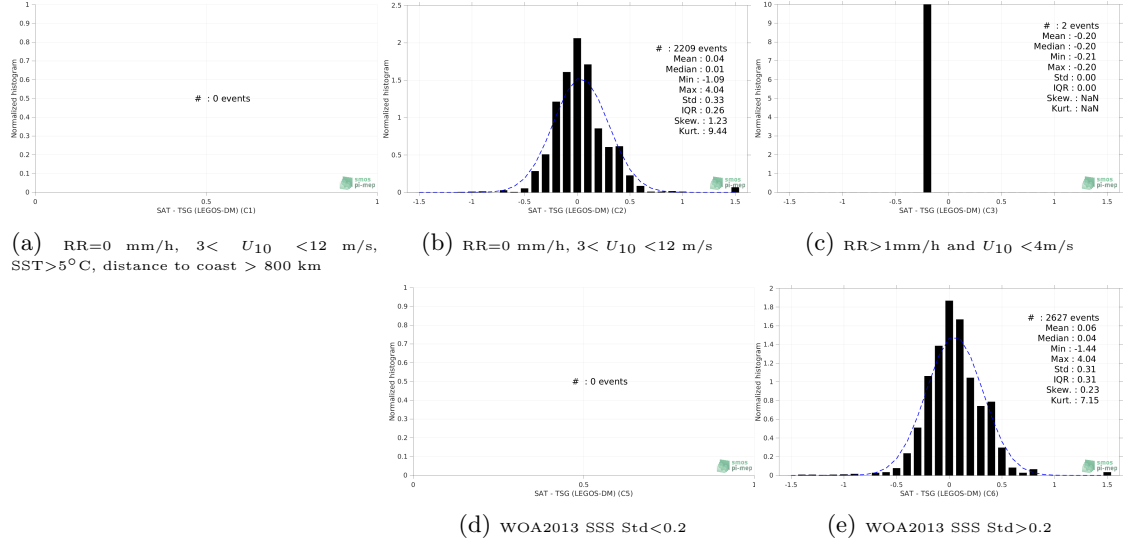 1
0.9
0.8
0.7
0.6
0.5
0.4
0.3
0.2
0.1
0
Normalized histogram
# : 0 events
0 0.5 1
SAT - TSG (LEGOS-DM) (C1)
smos
pi-mep
(a) RR=0 mm/h, 3< U10 <12 m/s,
SST>5°C, distance to coast > 800 km
2.5
2
1.5
1
0.5
0
Normalized histogram
# : 2209 events
Mean : 0.04
Median : 0.01
Min : -1.09
Max : 4.04
Std : 0.33
IQR : 0.26
Skew. : 1.23
Kurt. : 9.44
-1.5 -1 -0.5 0 0.5 1 1.5
SAT - TSG (LEGOS-DM) (C2)
smos
pi-mep
(b) RR=0 mm/h, 3< U10 <12 m/s
10
9
8
7
6
5
4
3
2
1
0
Normalized histogram
# : 2 events
Mean : -0.20
Median : -0.20
Min : -0.21
Max : -0.20
Std : 0.00
IQR : 0.00
Skew. : NaN
Kurt. : NaN
-1.5 -1 -0.5 0 0.5 1 1.5
SAT - TSG (LEGOS-DM) (C3)
smos
pi-mep
(c) RR>1mm/h and U10 <4m/s
1
0.9
0.8
0.7
0.6
0.5
0.4
0.3
0.2
0.1
0
Normalized histogram
# : 0 events
0 0.5 1
SAT - TSG (LEGOS-DM) (C5)
smos
pi-mep
(d) WOA2013 SSS Std<0.2
2
1.8
1.6
1.4
1.2
1
0.8
0.6
0.4
0.2
0
Normalized histogram
# : 2627 events
Mean : 0.06
Median : 0.04
Min : -1.44
Max : 4.04
Std : 0.31
IQR : 0.31
Skew. : 0.23
Kurt. : 7.15
-1.5 -1 -0.5 0 0.5 1 1.5
SAT - TSG (LEGOS-DM) (C6)
smos
pi-mep
(e) WOA2013 SSS Std>0.2